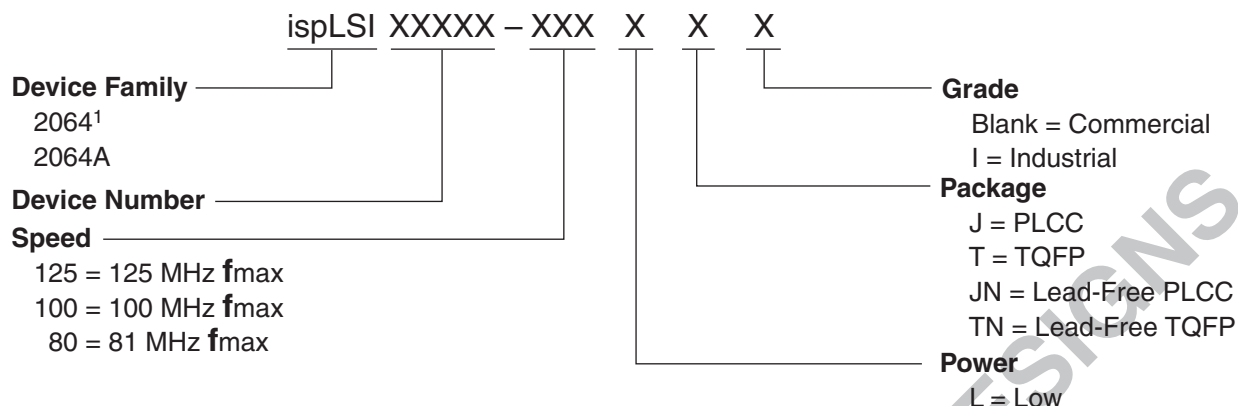 ispLSI XXXXX – XXX X X X
Device Family
2064¹
2064A
Device Number
Speed
125 = 125 MHz fmax
100 = 100 MHz fmax
80 = 81 MHz fmax
Grade
Blank = Commercial
I = Industrial
Package
J = PLCC
T = TQFP
JN = Lead-Free PLCC
TN = Lead-Free TQFP
Power
L = Low